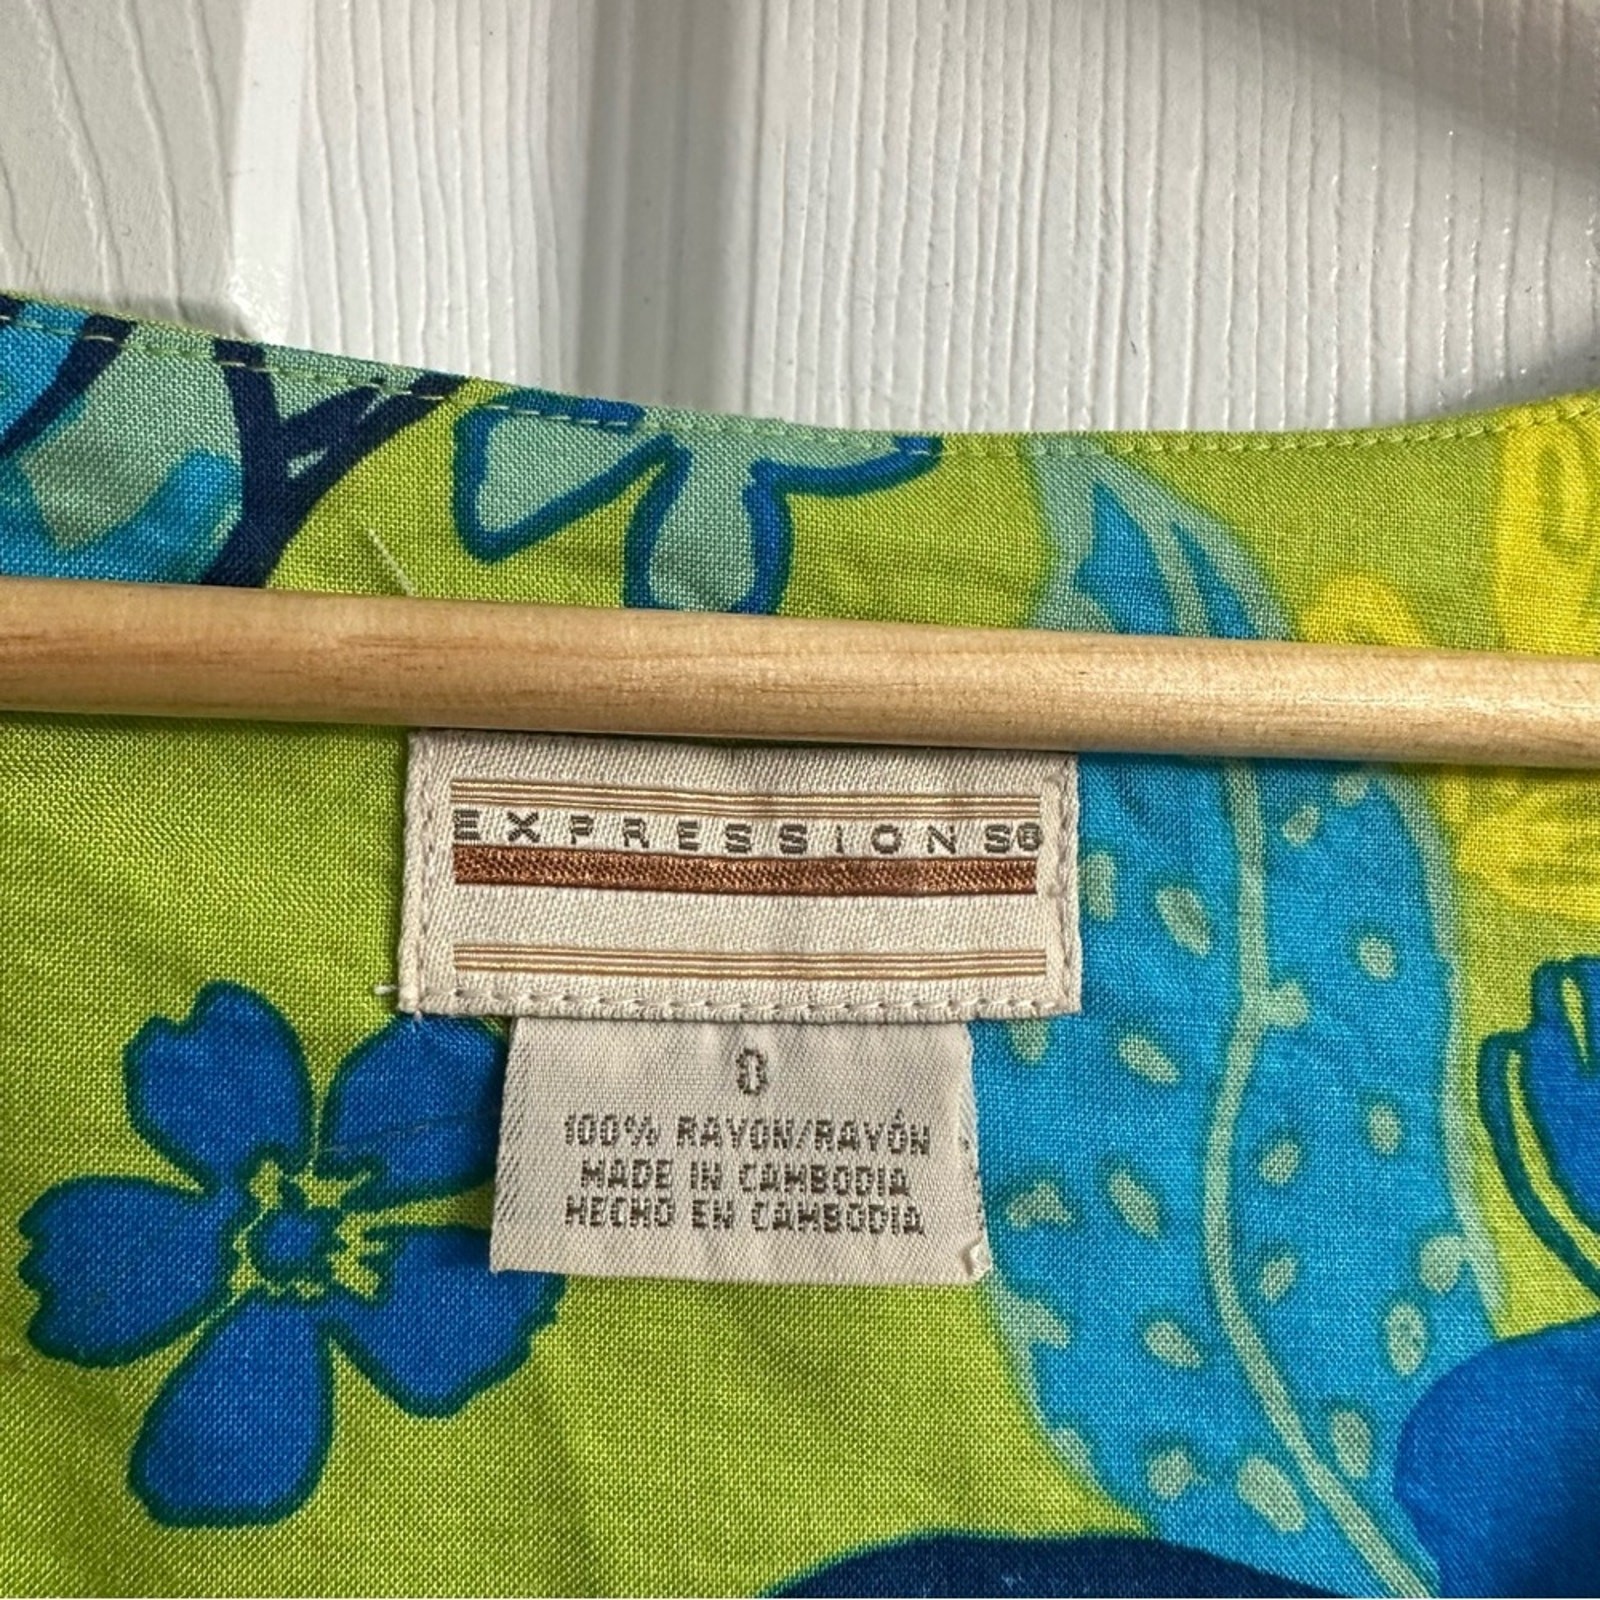 EXPRESSIONS®
0
100% RAYON/RAYÓN
MADE IN CAMBODIA
HECHO EN CAMBODIA